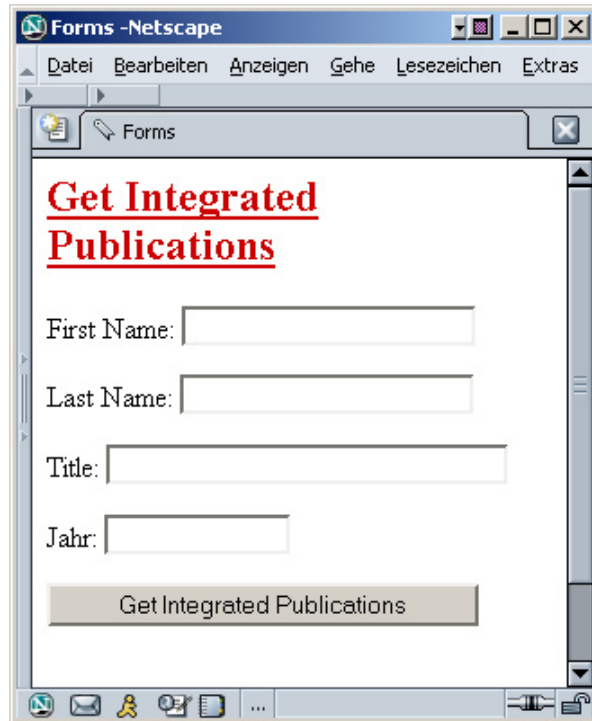 Forms -Netscape
Datei Bearbeiten Anzeigen Gehe Lesezeichen Extras
Forms
Get Integrated
Publications
First Name:
Last Name:
Title:
Jahr:
Get Integrated Publications
...